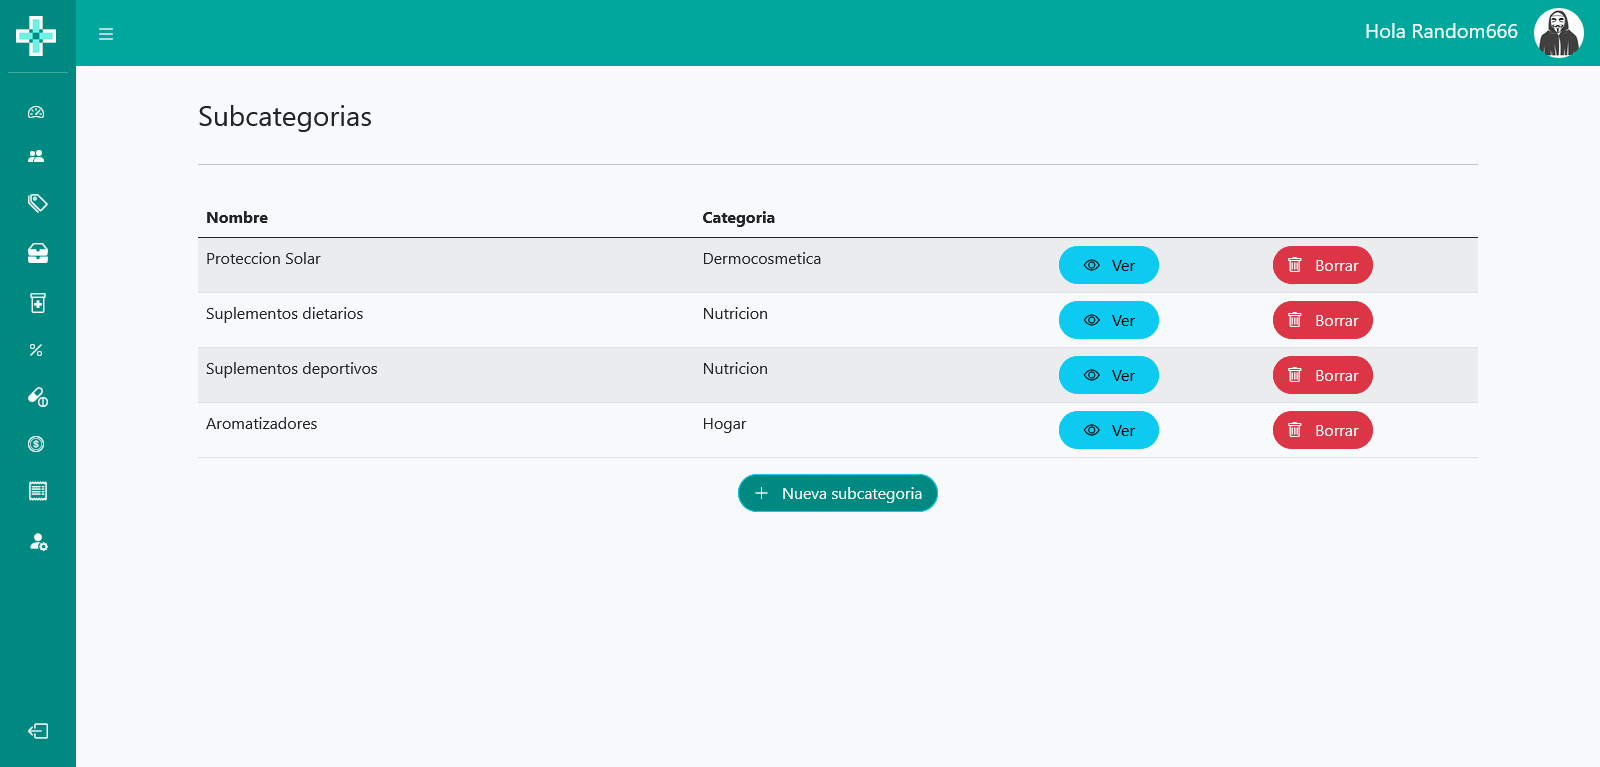 Hola Random666
Subcategorias
Nombre Categoria
Proteccion Solar Dermocosmetica Ver Borrar
Suplementos dietarios Nutricion Ver Borrar
Suplementos deportivos Nutricion Ver Borrar
Aromatizadores Hogar Ver Borrar
Nueva subcategoria